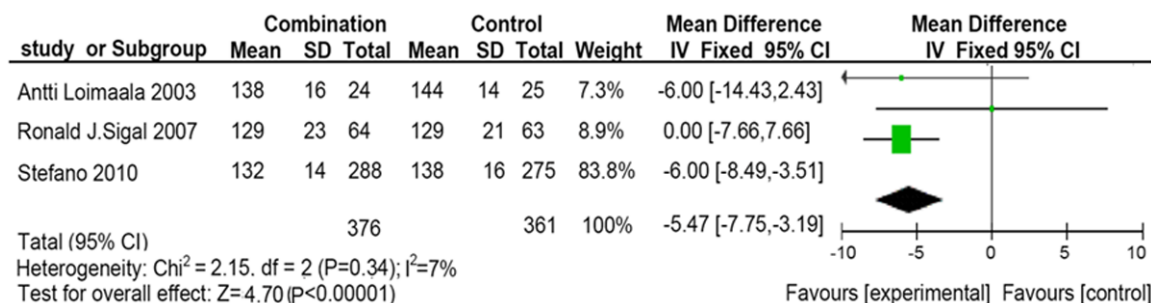 Combination Control Mean Difference Mean Difference
study or Subgroup Mean SD Total Mean SD Total Weight IV Fixed 95% CI IV Fixed 95% CI
Antti Loimaala 2003 138 16 24 144 14 25 7.3% -6.00 [-14.43,2.43]
Ronald J.Sigal 2007 129 23 64 129 21 63 8.9% 0.00 [-7.66,7.66]
Stefano 2010 132 14 288 138 16 275 83.8% -6.00 [-8.49,-3.51]
Tatal (95% CI) 376 361 100% -5.47 [-7.75,-3.19]
-10 -5 0 5 10
Heterogeneity: Chi² = 2.15. df = 2 (P=0.34); I²=7%
Test for overall effect: Z=4.70 (P<0.00001) Favours [experimental] Favours [control]